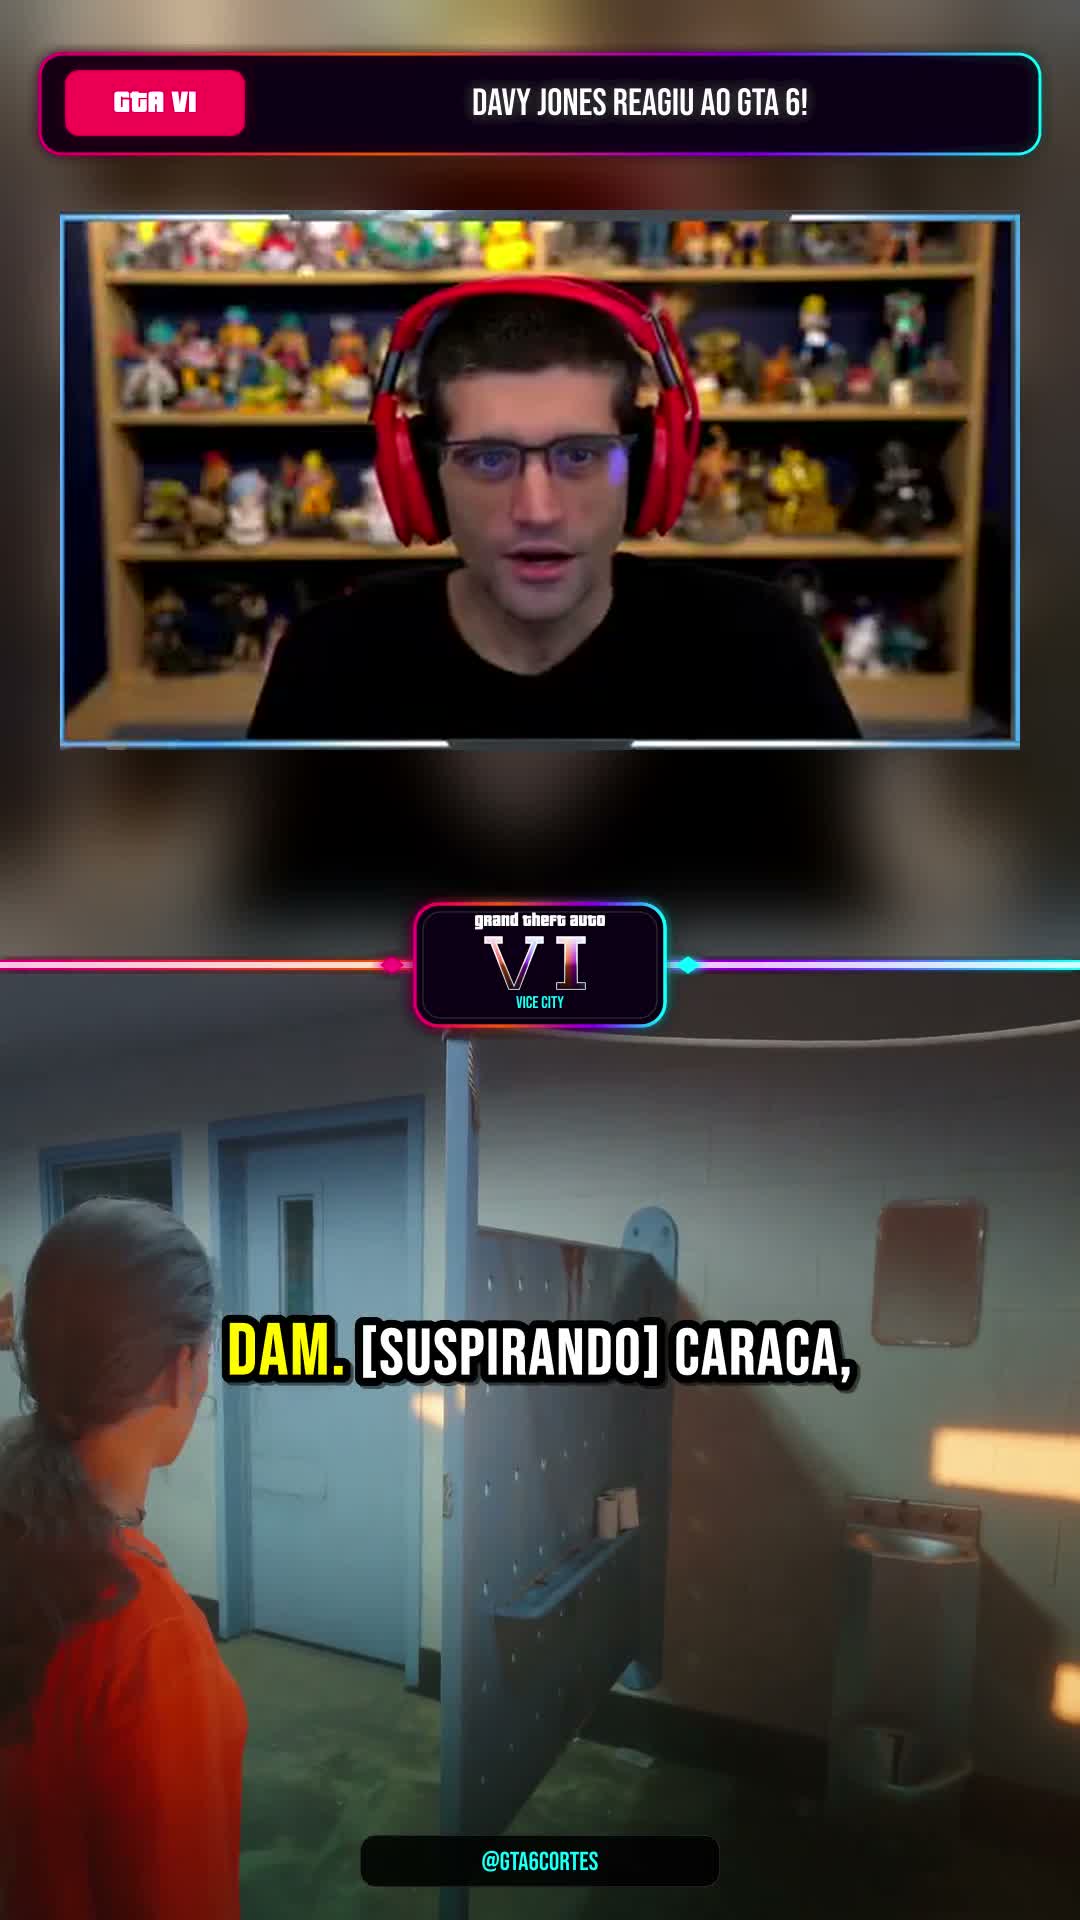 GTA VI
DAVY JONES REAGIU AO GTA 6!
grand theft auto
VI
VICE CITY
DAM. [SUSPIRANDO] CARACA,
@GTA6CORTES